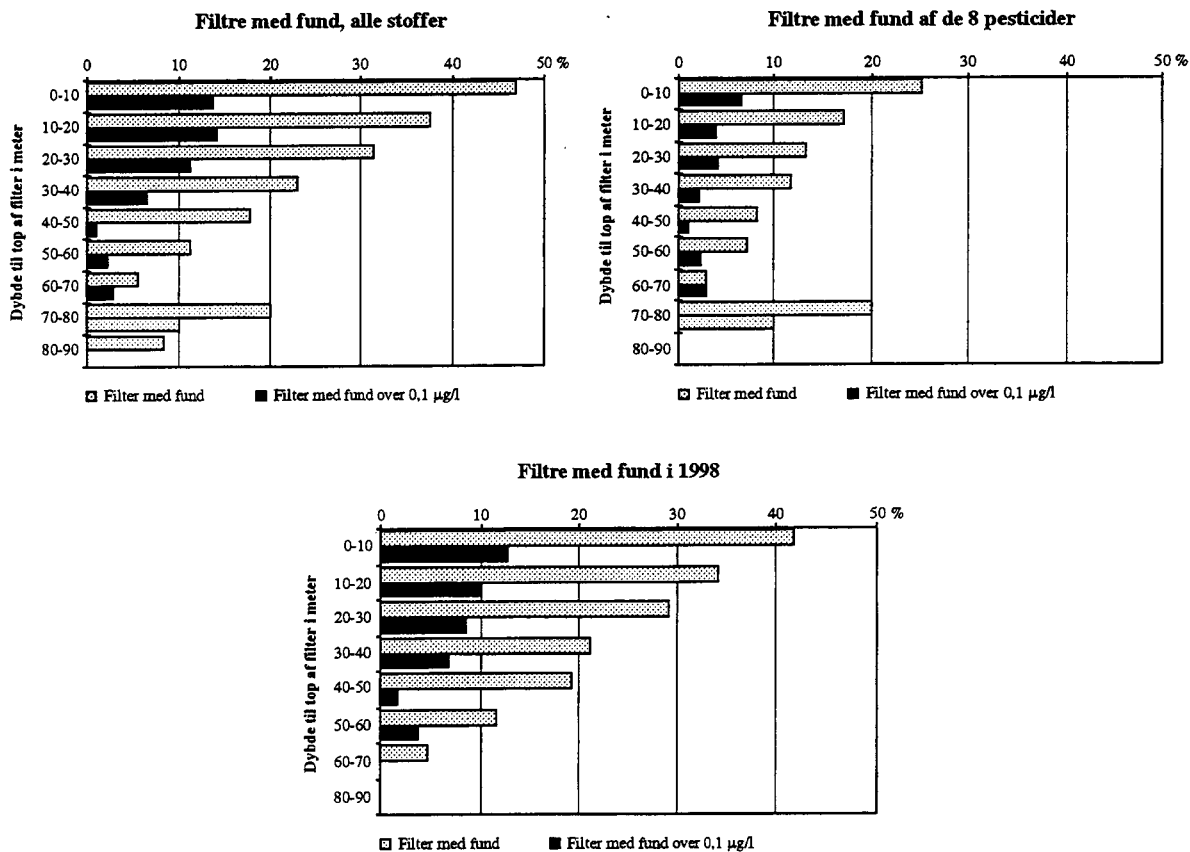 Filtre med fund, alle stoffer
0 10 20 30 40 50 %
Dybde til top af filter i meter
0-10
10-20
20-30
30-40
40-50
50-60
60-70
70-80
80-90
Filter med fund Filter med fund over 0,1 µg/l
Filtre med fund af de 8 pesticider
0 10 20 30 40 50 %
Dybde til top af filter i meter
0-10
10-20
20-30
30-40
40-50
50-60
60-70
70-80
80-90
Filter med fund Filter med fund over 0,1 µg/l
Filtre med fund i 1998
0 10 20 30 40 50 %
Dybde til top af filter i meter
0-10
10-20
20-30
30-40
40-50
50-60
60-70
80-90
Filter med fund Filter med fund over 0,1 µg/l